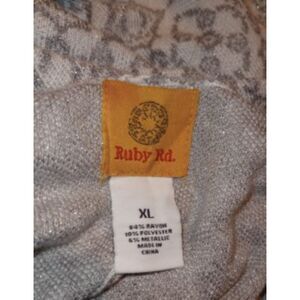 Ruby Rd.
XL
84% RAYON
10% POLYESTER
6% METALLIC
MADE IN
CHINA